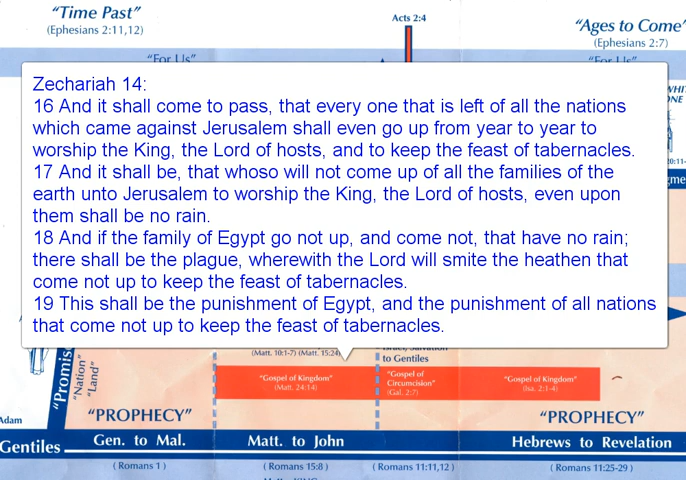 “Time Past”
(Ephesians 2:11,12)
Acts 2:4
“Ages to Come”
(Ephesians 2:7)
“For Us”
“For Us”
Zechariah 14:
16 And it shall come to pass, that every one that is left of all the nations
which came against Jerusalem shall even go up from year to year to
worship the King, the Lord of hosts, and to keep the feast of tabernacles.
17 And it shall be, that whoso will not come up of all the families of the
earth unto Jerusalem to worship the King, the Lord of hosts, even upon
them shall be no rain.
18 And if the family of Egypt go not up, and come not, that have no rain;
there shall be the plague, wherewith the Lord will smite the heathen that
come not up to keep the feast of tabernacles.
19 This shall be the punishment of Egypt, and the punishment of all nations
that come not up to keep the feast of tabernacles.
(Matt. 10:1-7) (Matt. 15:24)
to Gentiles
“Promis
“Nation”
“Land”
“Gospel of Kingdom”
(Matt. 24:14)
“Gospel of
Circumcision”
(Gal. 2:7)
“Gospel of Kingdom”
(Isa. 2:1-4)
Adam
“PROPHECY”
“PROPHECY”
Gentiles
Gen. to Mal.
Matt. to John
Hebrews to Revelation
(Romans 1)
(Romans 15:8)
(Romans 11:11,12)
(Romans 11:25-29)